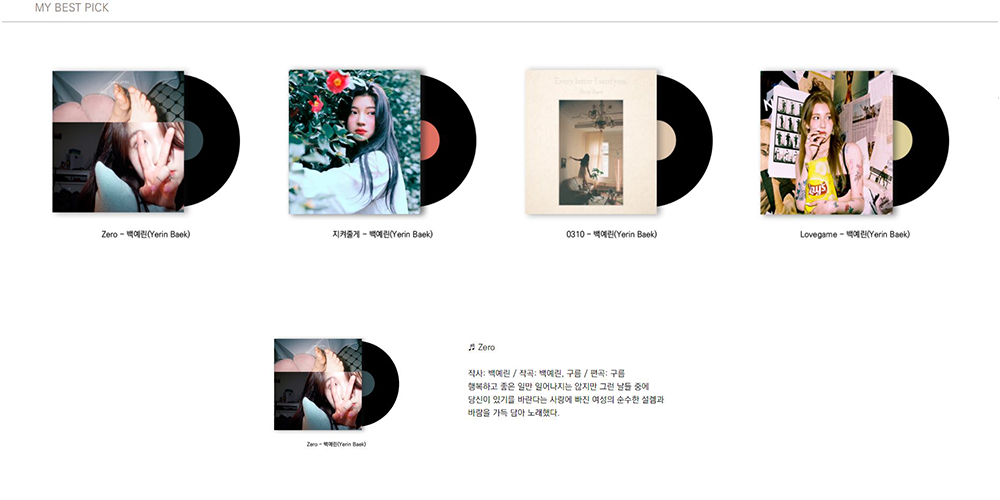 MY BEST PICK
Every letter I sent you.
Lay's
Zero - 백예린(Yerin Baek)
지켜줄게 - 백예린(Yerin Baek)
0310 - 백예린(Yerin Baek)
Lovegame - 백예린(Yerin Baek)
♬ Zero
작사: 백예린 / 작곡: 백예린, 구름 / 편곡: 구름
행복하고 좋은 일만 일어나지는 않지만 그런 날들 중에
당신이 있기를 바란다는 사랑에 빠진 여성의 순수한 설렘과
바람을 가득 담아 노래했다.
Zero - 백예린(Yerin Baek)